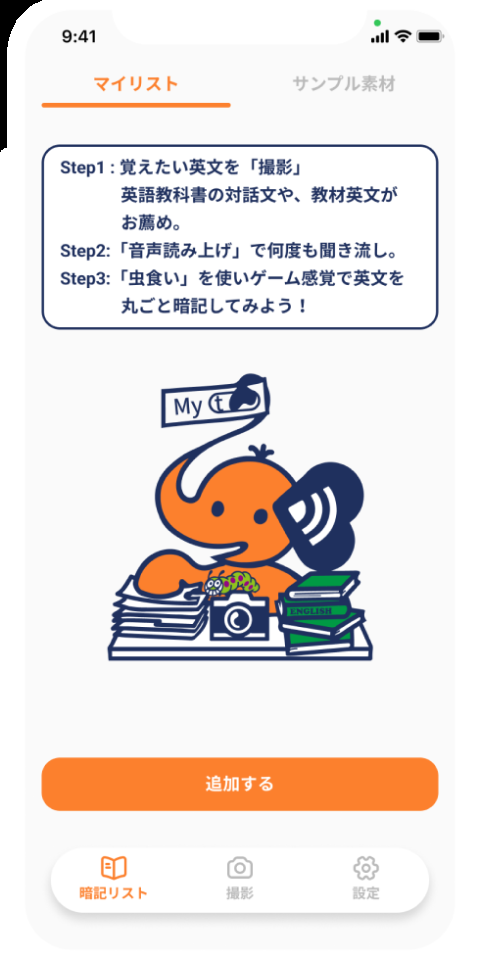 9:41
マイリスト
サンプル素材
Step1 : 覚えたい英文を「撮影」
英語教科書の対話文や、教材英文が
お薦め。
Step2:「音声読み上げ」で何度も聞き流し。
Step3:「虫食い」を使いゲーム感覚で英文を
丸ごと暗記してみよう！
My t
ENGLISH
追加する
暗記リスト
撮影
設定